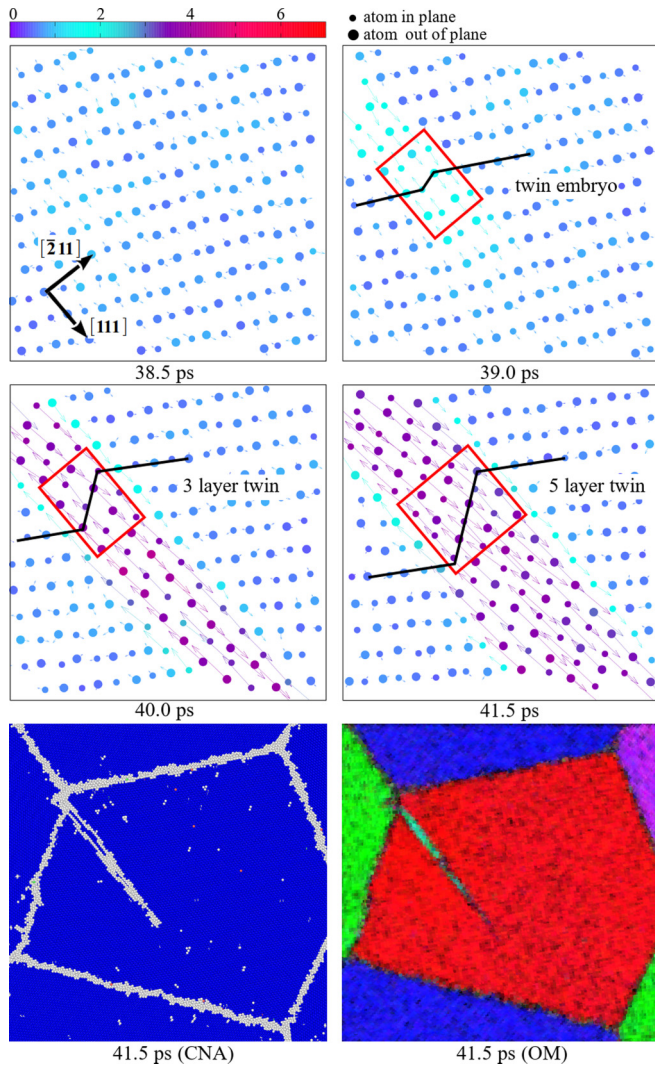 0 2 4 6
atom in plane
atom out of plane
[2̅11]
[111]
38.5 ps
twin embryo
39.0 ps
3 layer twin
40.0 ps
5 layer twin
41.5 ps
41.5 ps (CNA)
41.5 ps (OM)